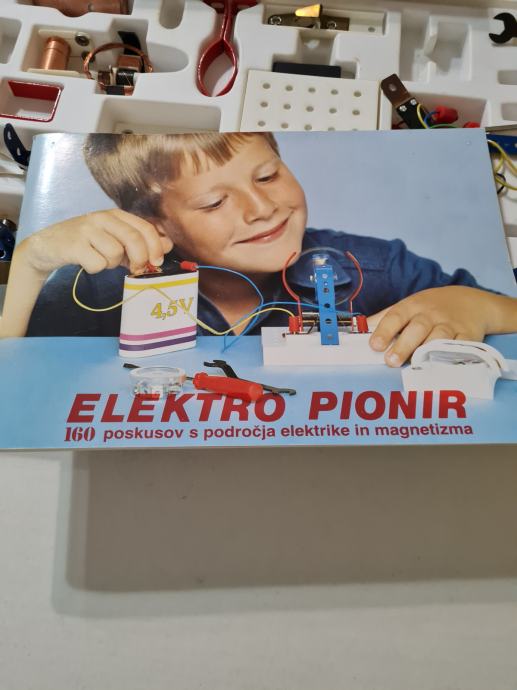 4,5V
ELEKTRO PIONIR
160 poskusov s področja elektrike in magnetizma